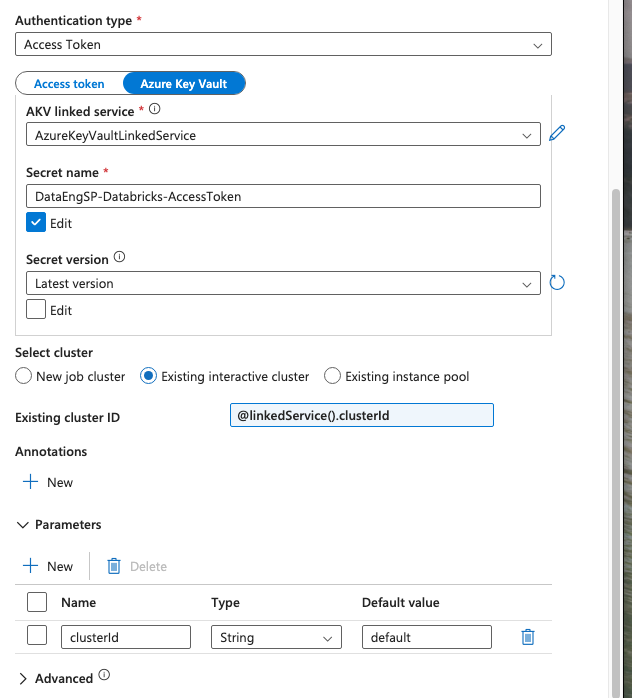 Authentication type *
Access Token
Access token Azure Key Vault
AKV linked service *
AzureKeyVaultLinkedService
Secret name *
DataEngSP-Databricks-AccessToken
Edit
Secret version
Latest version
Edit
Select cluster
New job cluster Existing interactive cluster Existing instance pool
Existing cluster ID @linkedService().clusterId
Annotations
New
Parameters
New Delete
Name Type Default value
clusterId String default
Advanced